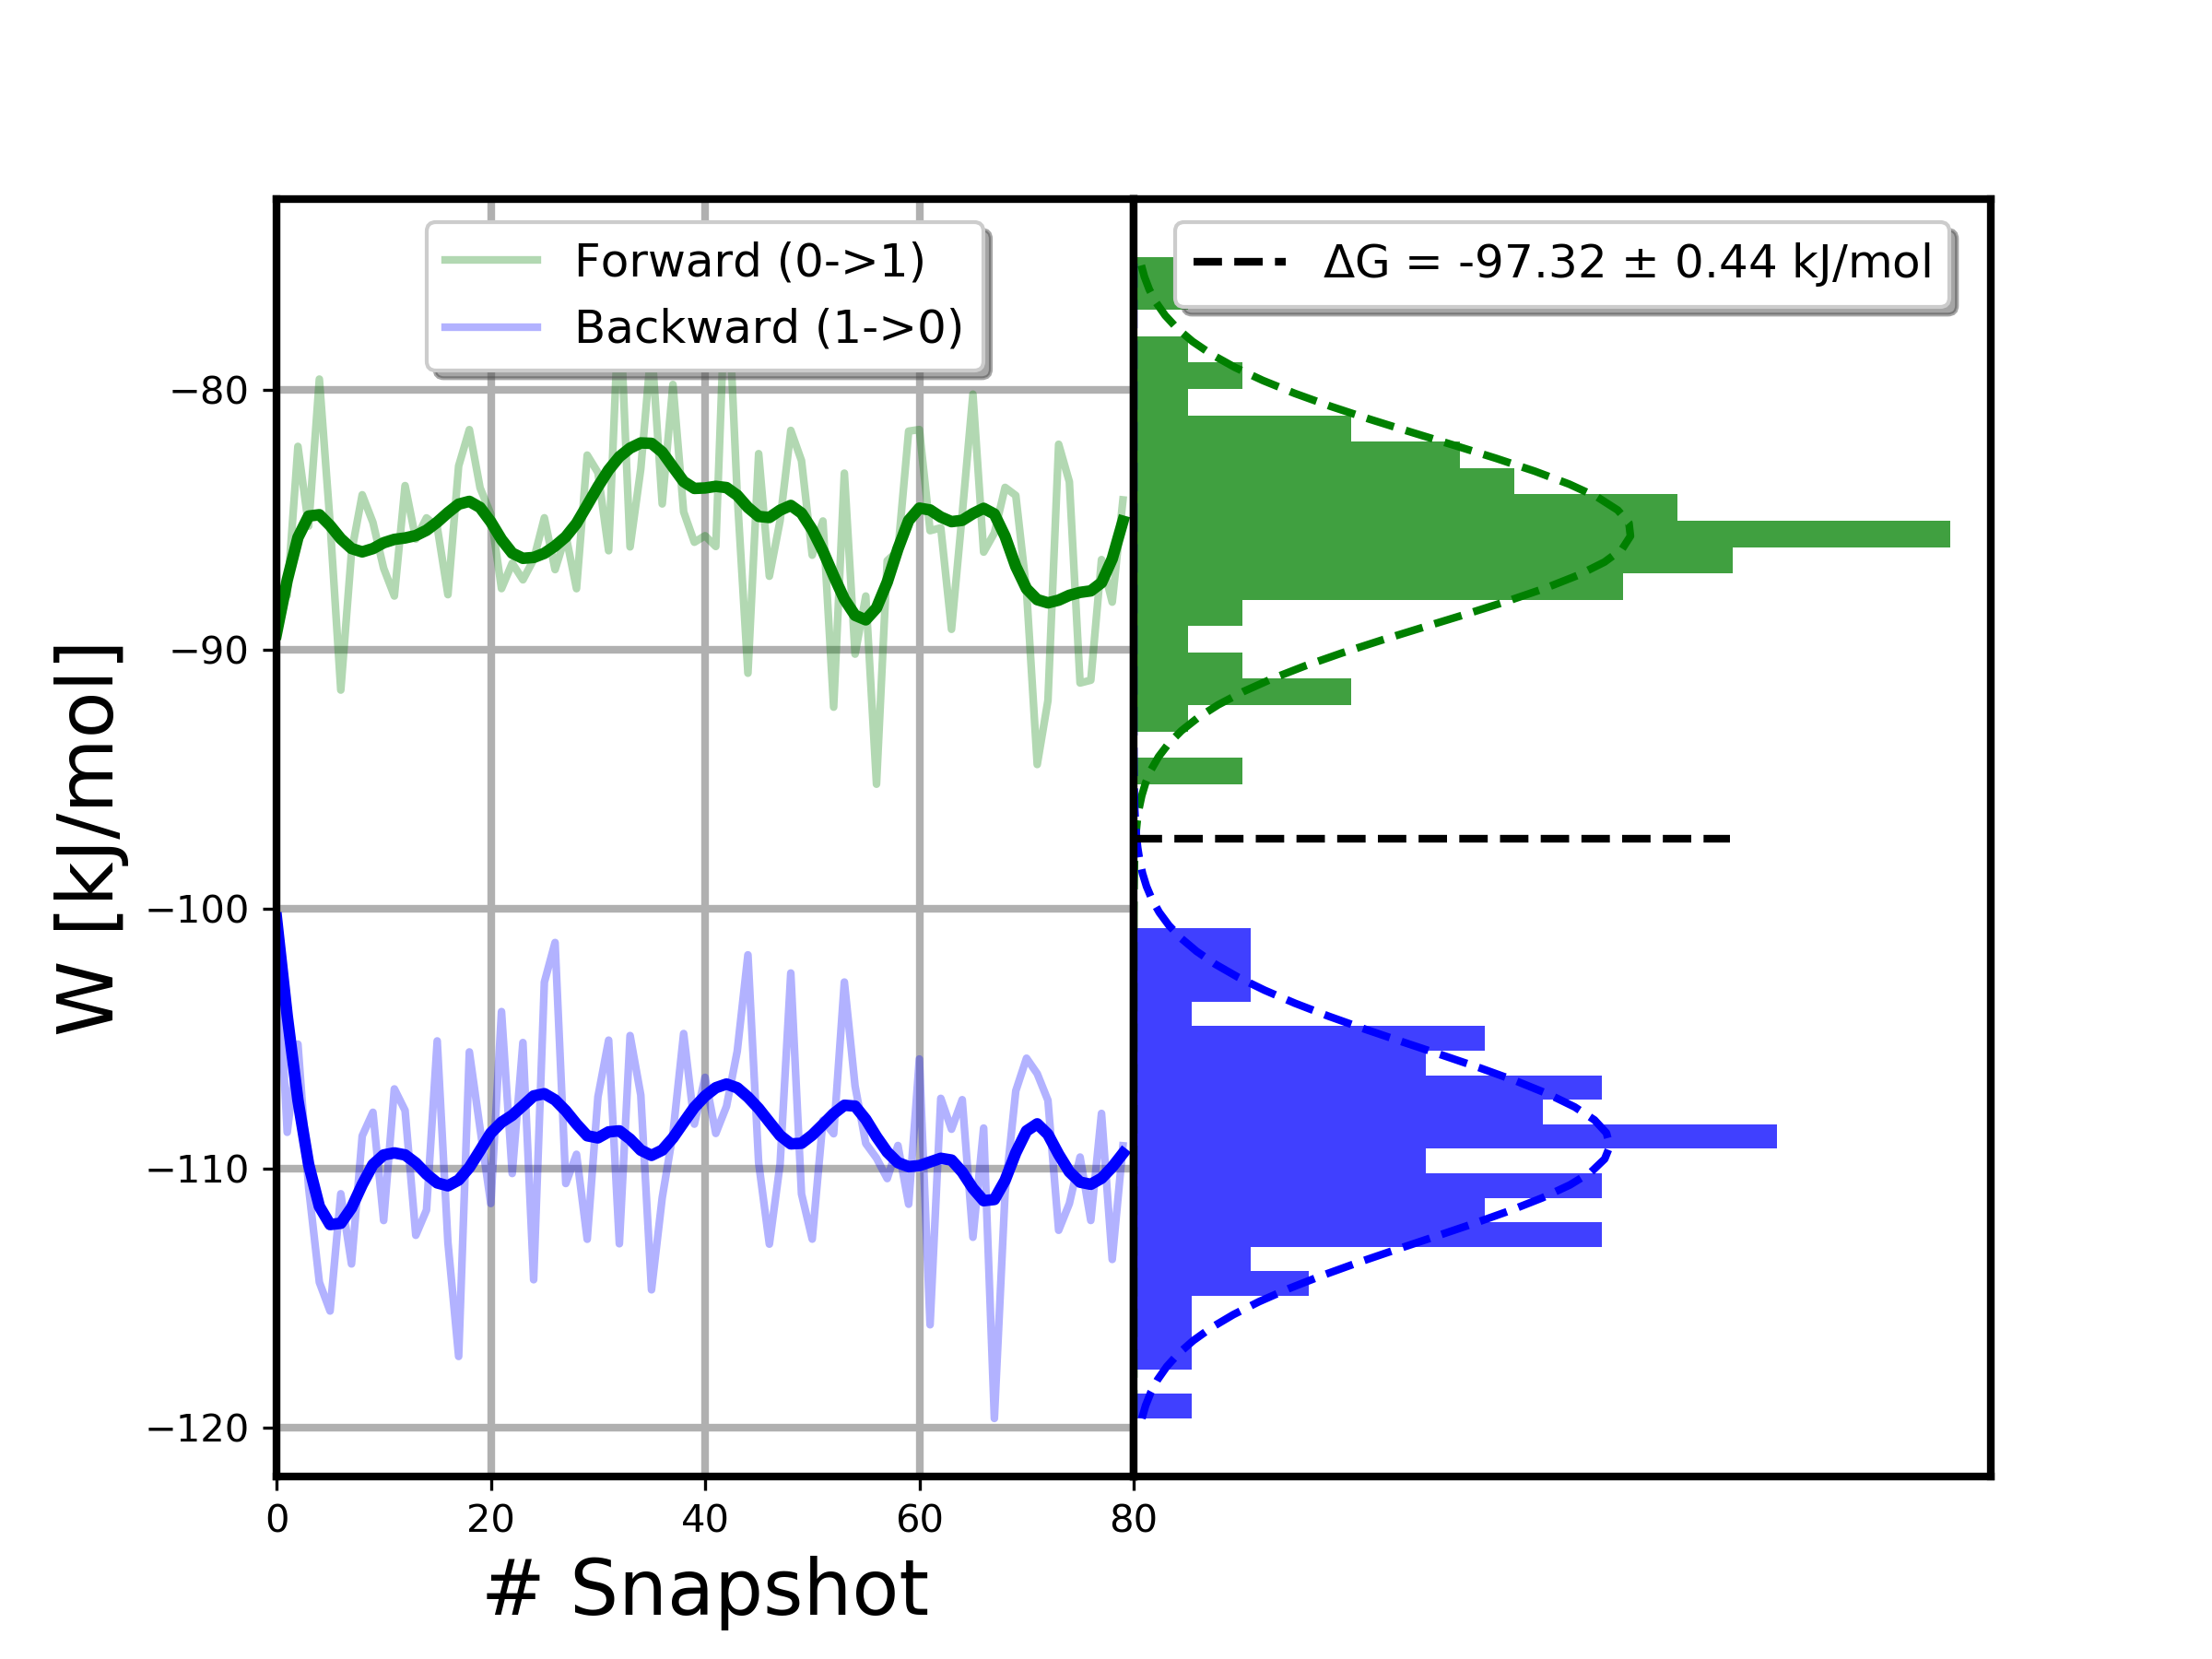 Forward (0->1)
Backward (1->0)
ΔG = -97.32 ± 0.44 kJ/mol
−80
−90
−100
−110
−120
W [kJ/mol]
0 20 40 60 80
# Snapshot